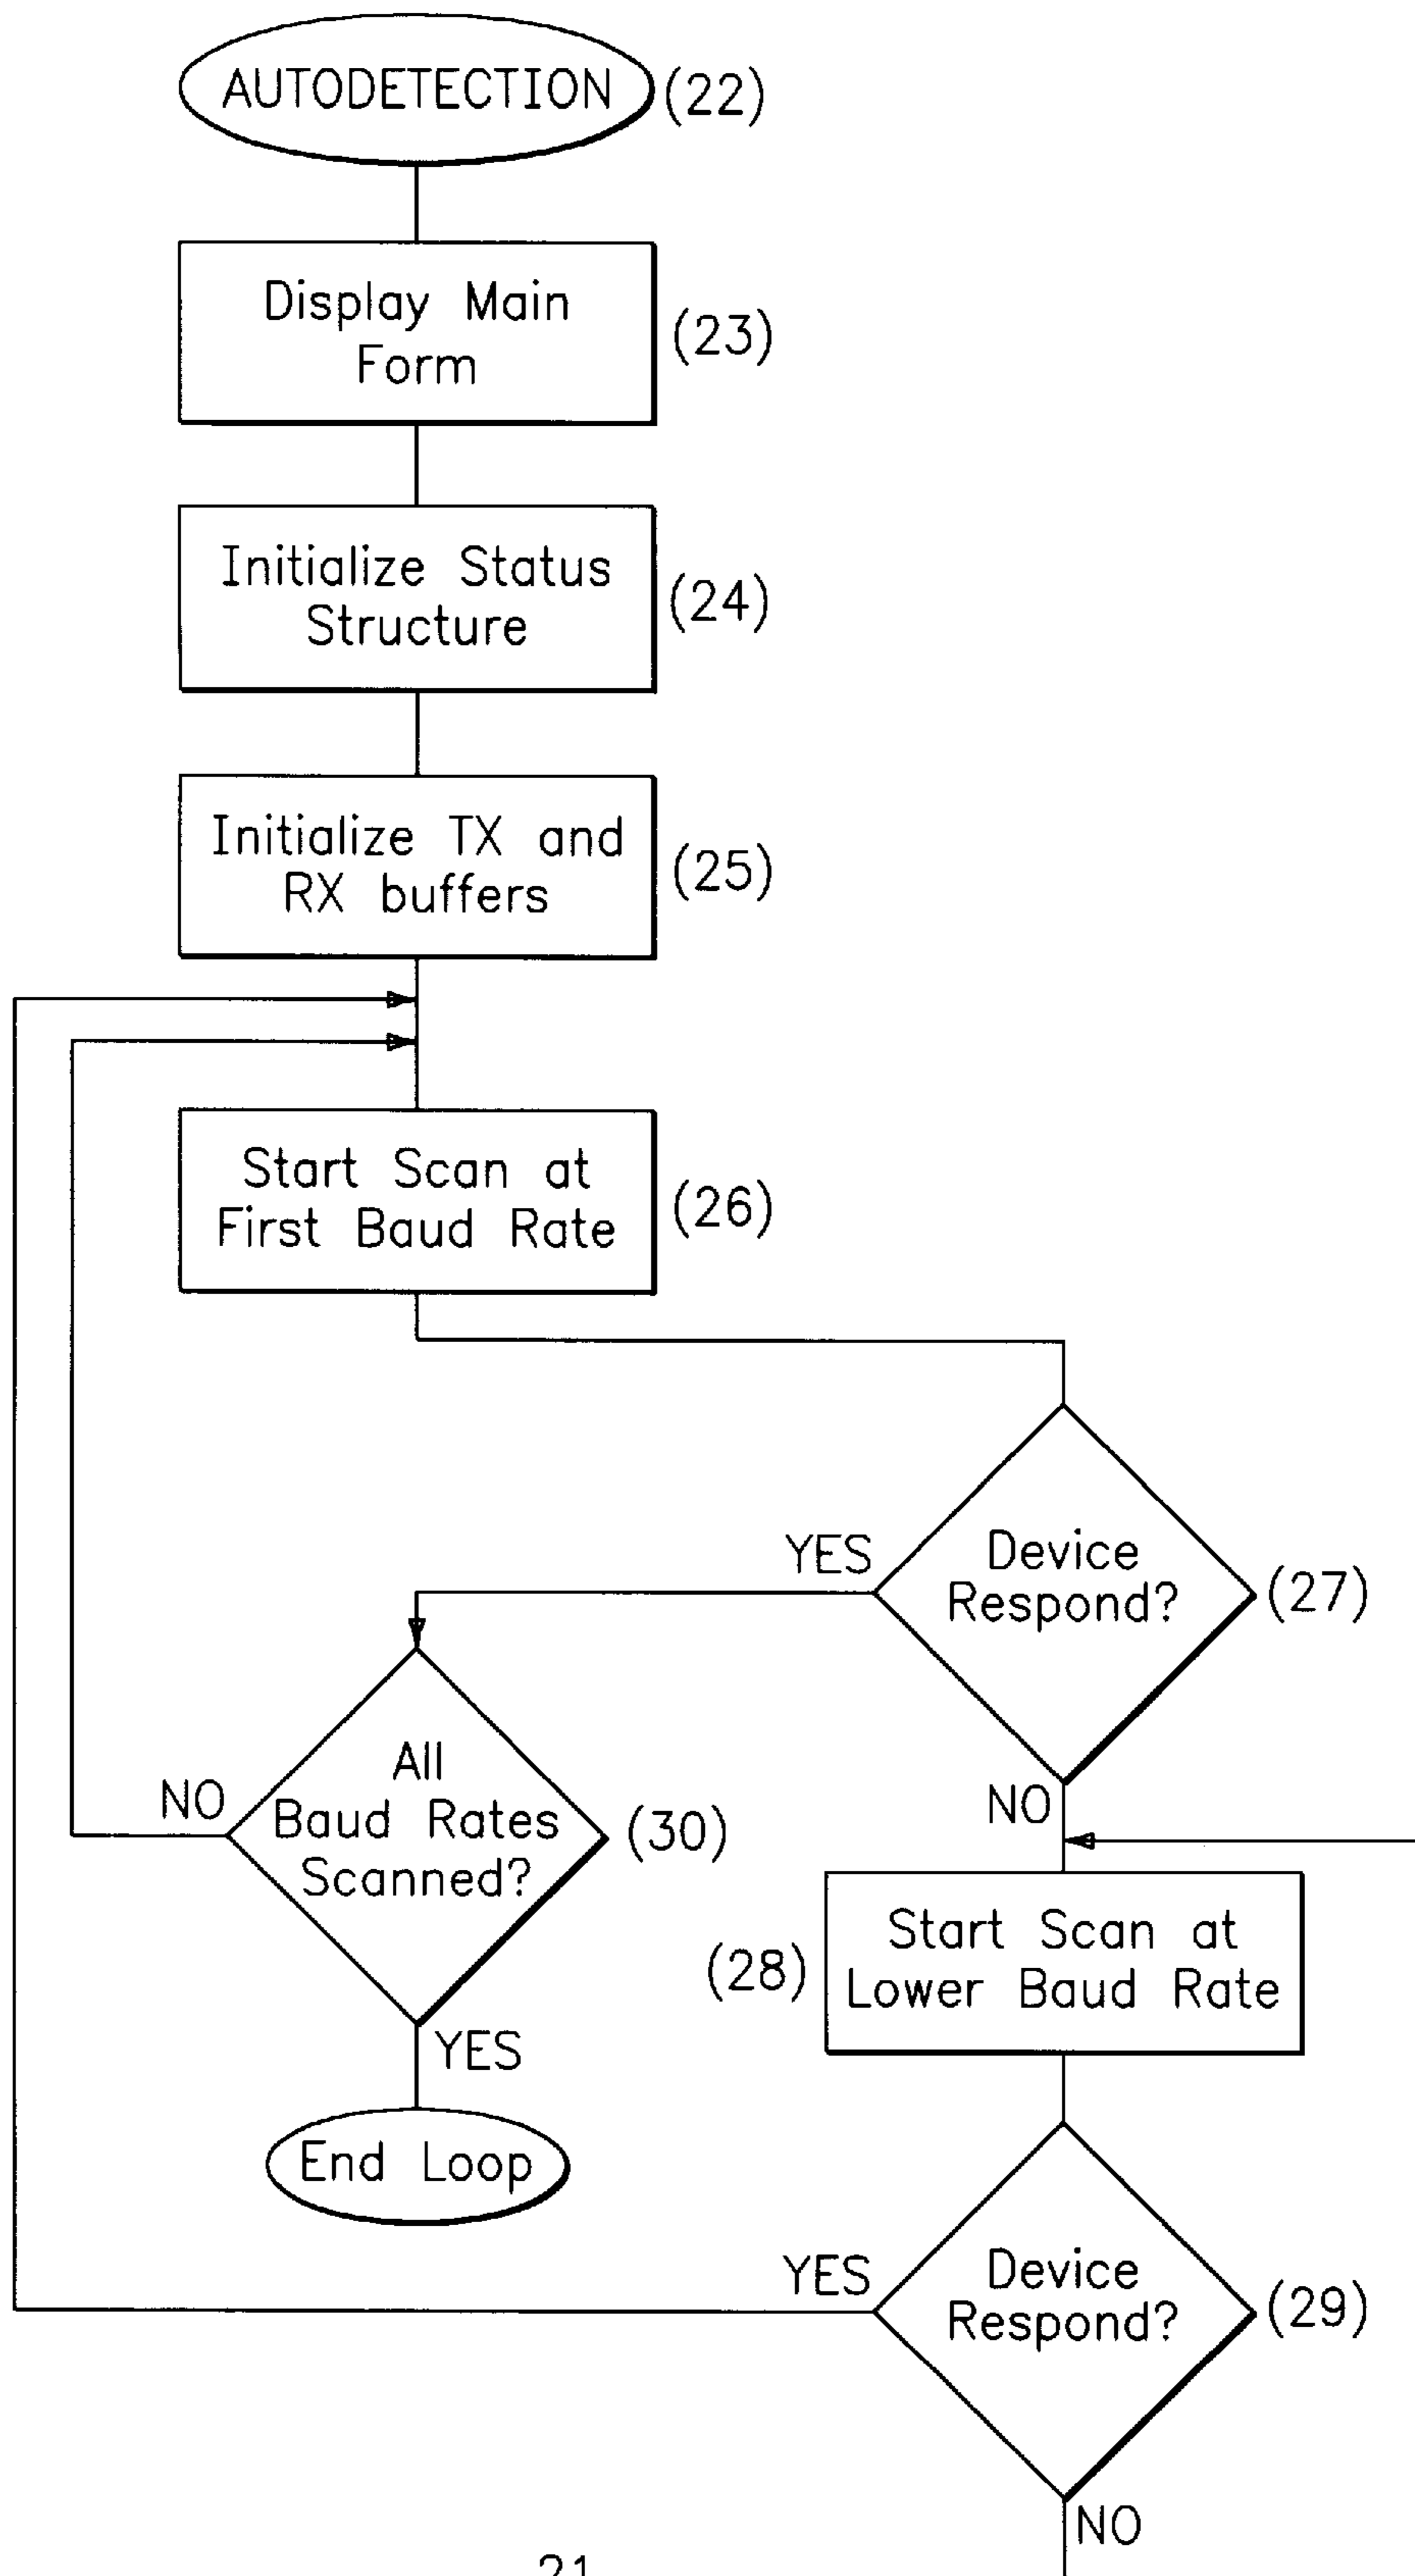 AUTODETECTION (22)
Display Main
Form
(23)
Initialize Status
Structure
(24)
Initialize TX and
RX buffers
(25)
Start Scan at
First Baud Rate
(26)
YES
Device
Respond?
(27)
NO
All
Baud Rates
Scanned?
(30)
NO
YES
End Loop
(28)
Start Scan at
Lower Baud Rate
YES
Device
Respond?
(29)
NO
21